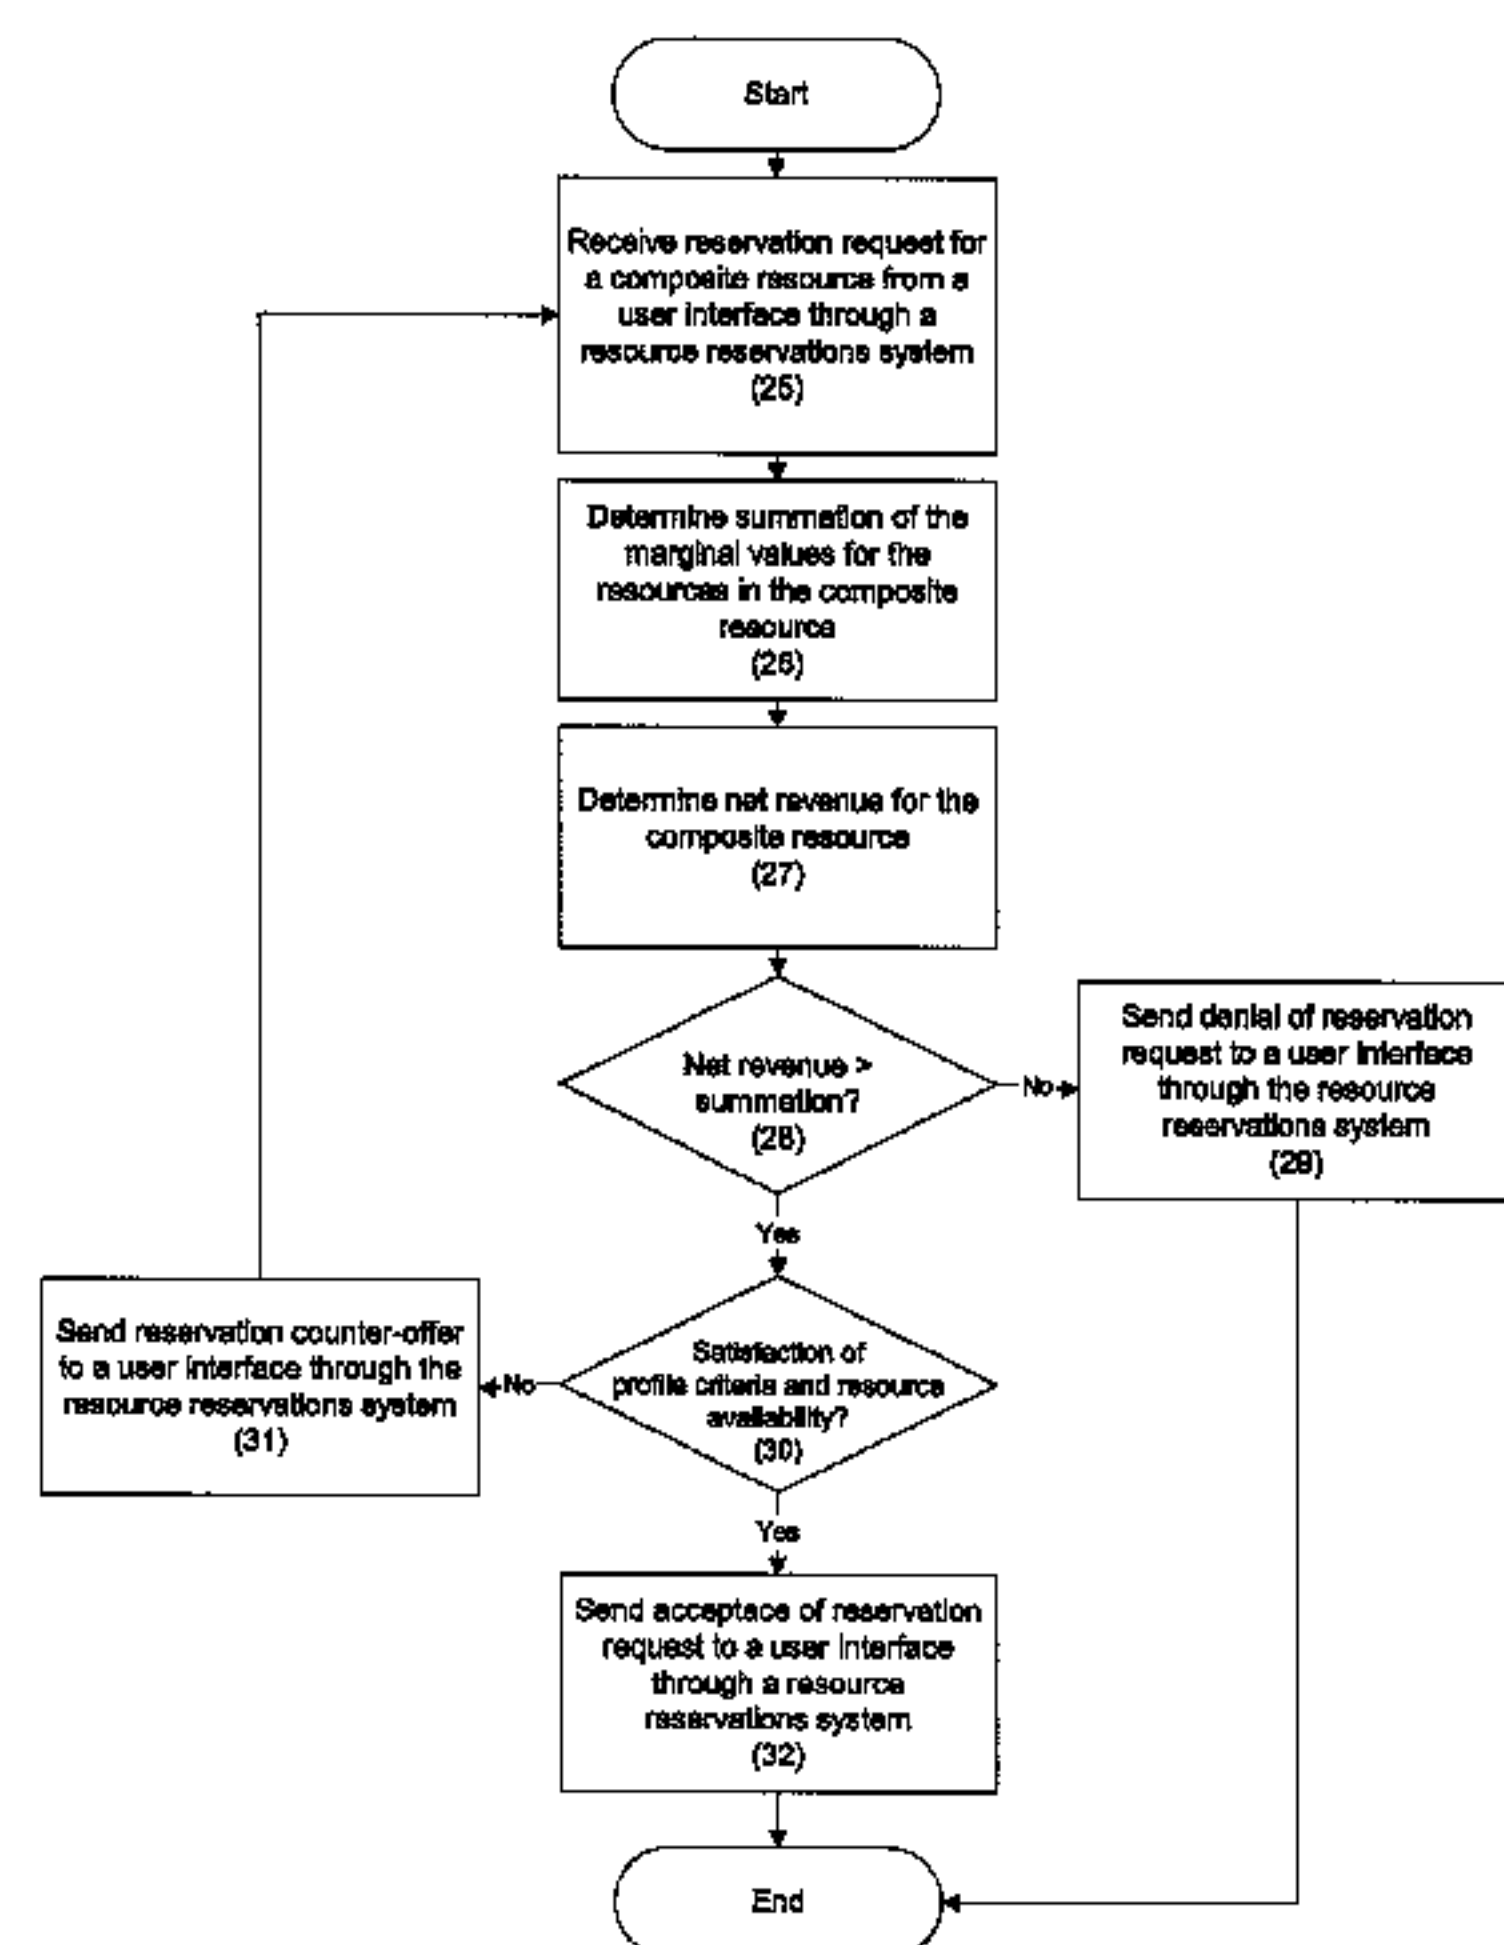 Start
Receive reservation request for
a composite resource from a
user interface through a
resource reservations system
(25)
Determine summation of the
marginal values for the
resources in the composite
resource
(26)
Determine net revenue for the
composite resource
(27)
Net revenue >
summation?
(28)
No
Send denial of reservation
request to a user interface
through the resource
reservations system
(29)
Yes
Satisfaction of
profile criteria and resource
availability?
(30)
No
Send reservation counter-offer
to a user interface through the
resource reservations system
(31)
Yes
Send acceptace of reservation
request to a user interface
through a resource
reservations system
(32)
End